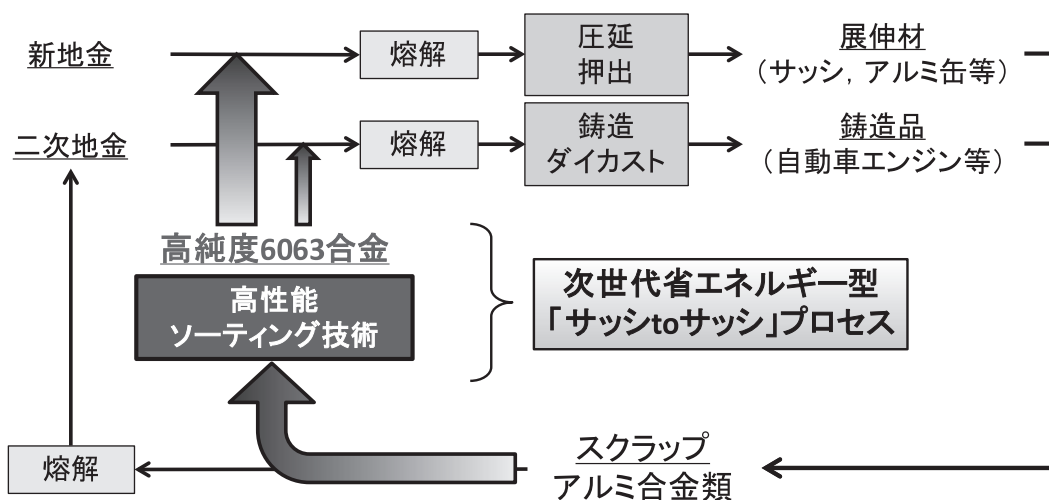 新地金
熔解
圧延
押出
展伸材
（サッシ，アルミ缶等）
二次地金
熔解
鋳造
ダイカスト
鋳造品
（自動車エンジン等）
高純度6063合金
高性能
ソーティング技術
次世代省エネルギー型
「サッシtoサッシ」プロセス
熔解
スクラップ
アルミ合金類